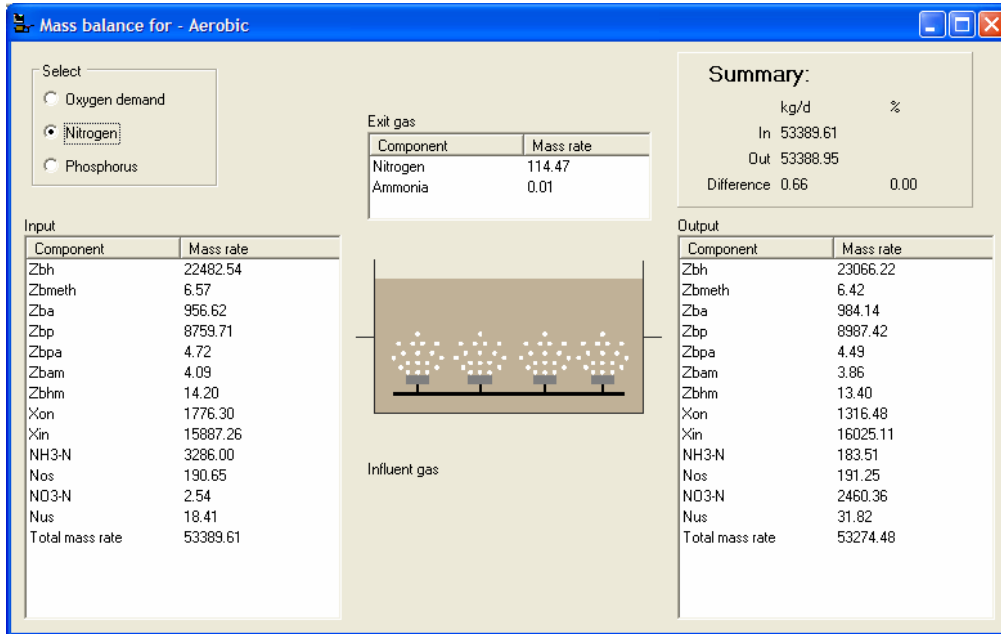 Mass balance for - Aerobic
Select
Oxygen demand
Nitrogen
Phosphorus
Exit gas
Component Mass rate
Nitrogen 114.47
Ammonia 0.01
Summary:
kg/d %
In 53389.61
Out 53388.95
Difference 0.66 0.00
Input
Component Mass rate
Zbh 22482.54
Zbmeth 6.57
Zba 956.62
Zbp 8759.71
Zbpa 4.72
Zbam 4.09
Zbhm 14.20
Xon 1776.30
Xin 15887.26
NH3-N 3286.00
Nos 190.65
NO3-N 2.54
Nus 18.41
Total mass rate 53389.61
Influent gas
Output
Component Mass rate
Zbh 23066.22
Zbmeth 6.42
Zba 984.14
Zbp 8987.42
Zbpa 4.49
Zbam 3.86
Zbhm 13.40
Xon 1316.48
Xin 16025.11
NH3-N 183.51
Nos 191.25
NO3-N 2460.36
Nus 31.82
Total mass rate 53274.48